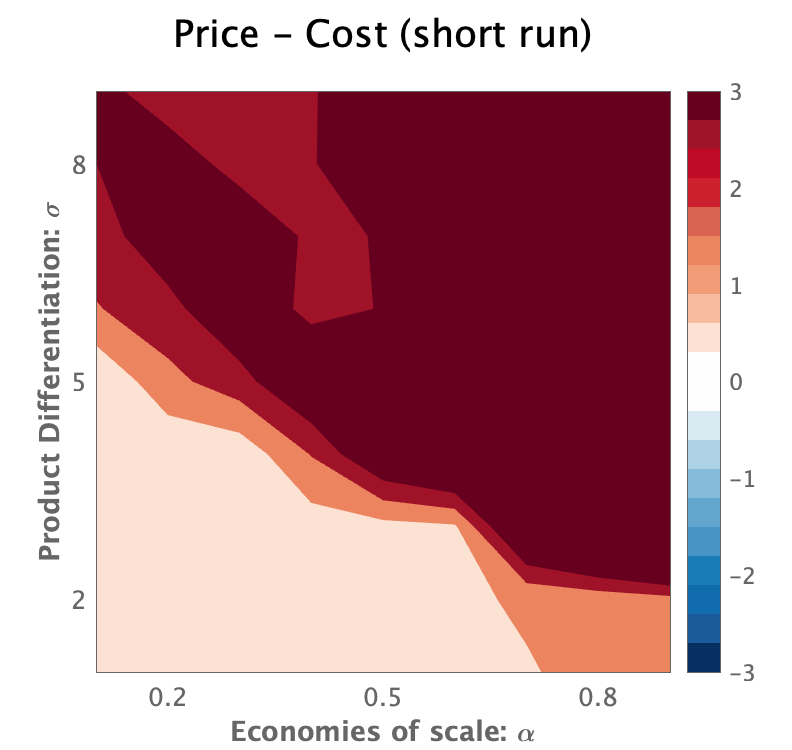 Price – Cost (short run)
3
2
1
0
−1
−2
−3
8
5
2
Product Differentiation: σ
0.2 0.5 0.8
Economies of scale: α